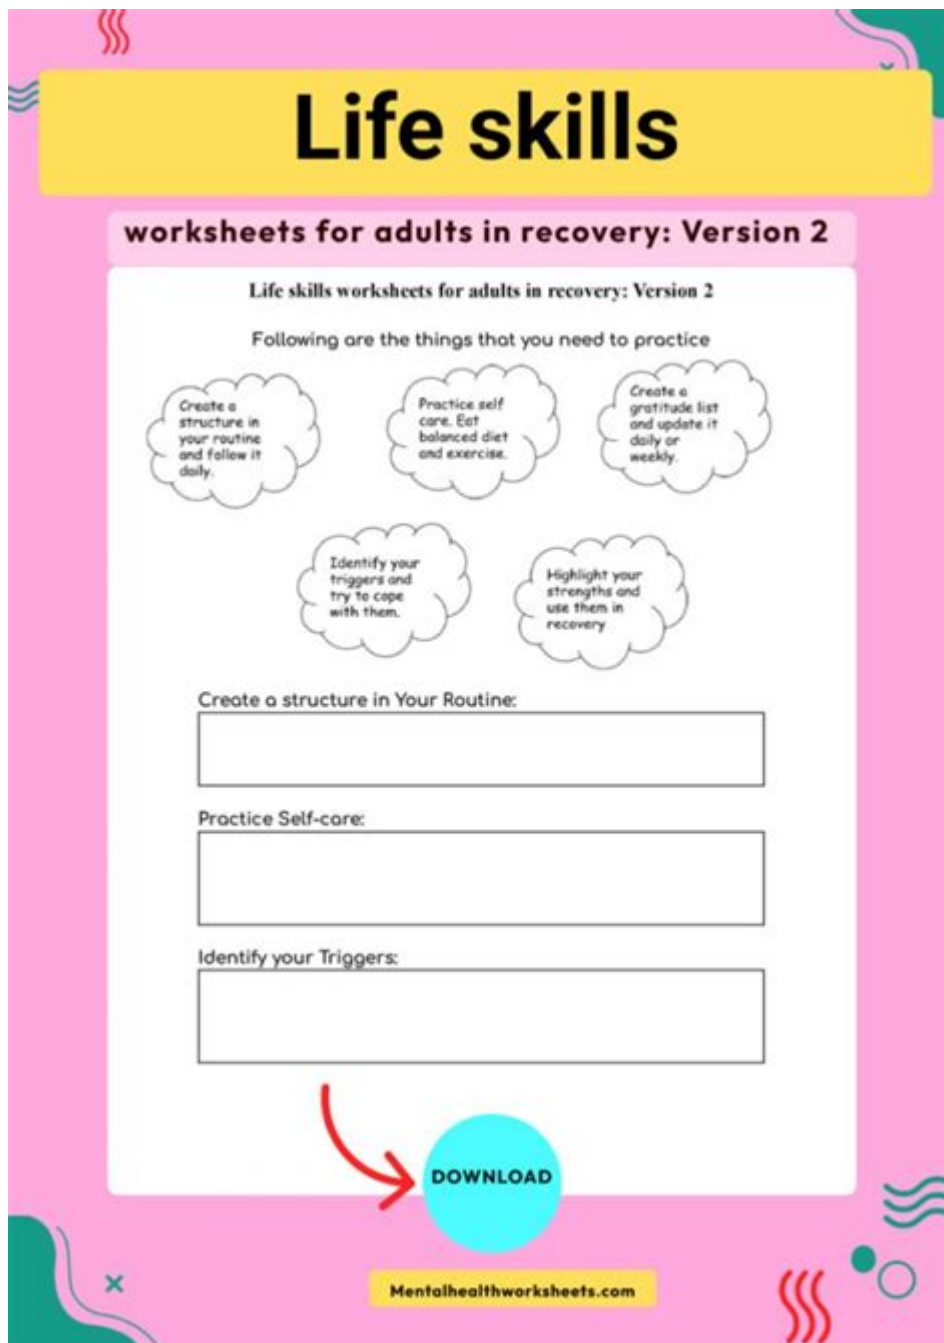 Life skills
worksheets for adults in recovery: Version 2
Life skills worksheets for adults in recovery: Version 2
Following are the things that you need to practice
Create a
structure in
your routine
and follow it
daily.
Practice self
care. Eat
balanced diet
and exercise.
Create a
gratitude list
and update it
daily or
weekly.
Identify your
triggers and
try to cope
with them.
Highlight your
strengths and
use them in
recovery
Create a structure in Your Routine:
Practice Self-care:
Identify your Triggers:
DOWNLOAD
Mentalhealthworksheets.com